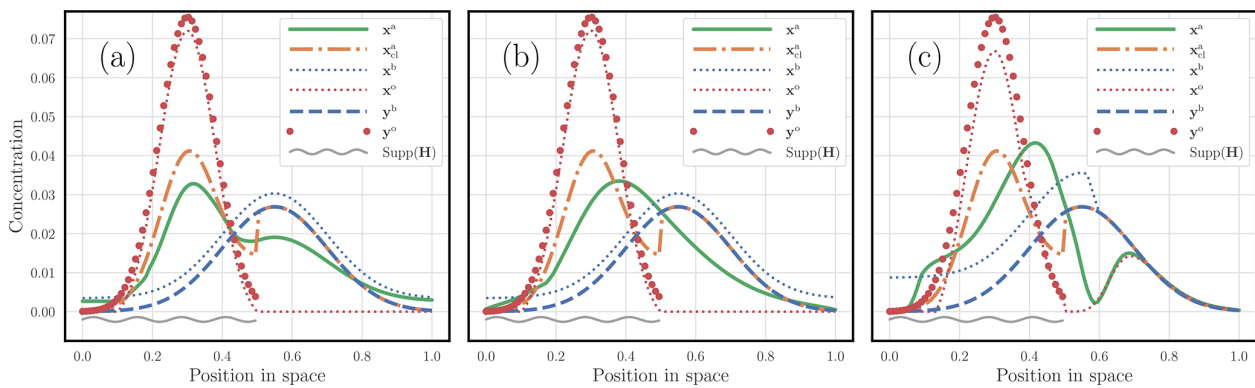 Concentration
0.07
0.06
0.05
0.04
0.03
0.02
0.01
0.00
(a)
x^a
x^a_cl
x^b
x^o
y^b
y^o
Supp(H)
0.0 0.2 0.4 0.6 0.8 1.0
Position in space
(b)
x^a
x^a_cl
x^b
x^o
y^b
y^o
Supp(H)
0.0 0.2 0.4 0.6 0.8 1.0
Position in space
(c)
x^a
x^a_cl
x^b
x^o
y^b
y^o
Supp(H)
0.0 0.2 0.4 0.6 0.8 1.0
Position in space